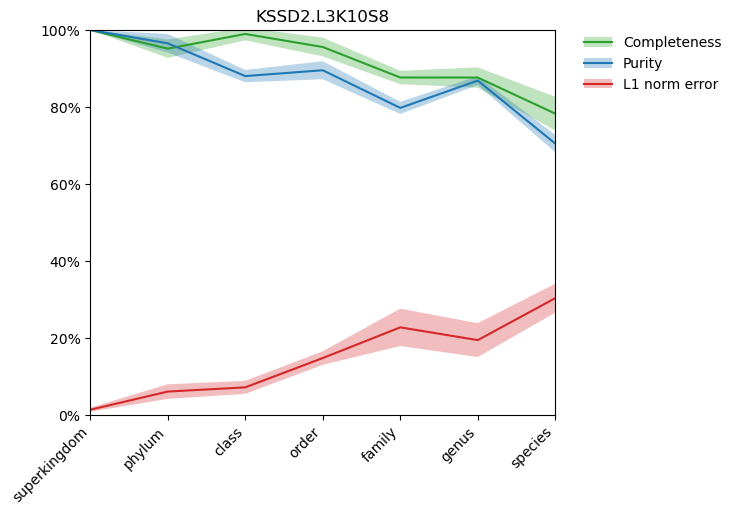 KSSD2.L3K10S8
100%
80%
60%
40%
20%
0%
superkingdom
phylum
class
order
family
genus
species
Completeness
Purity
L1 norm error